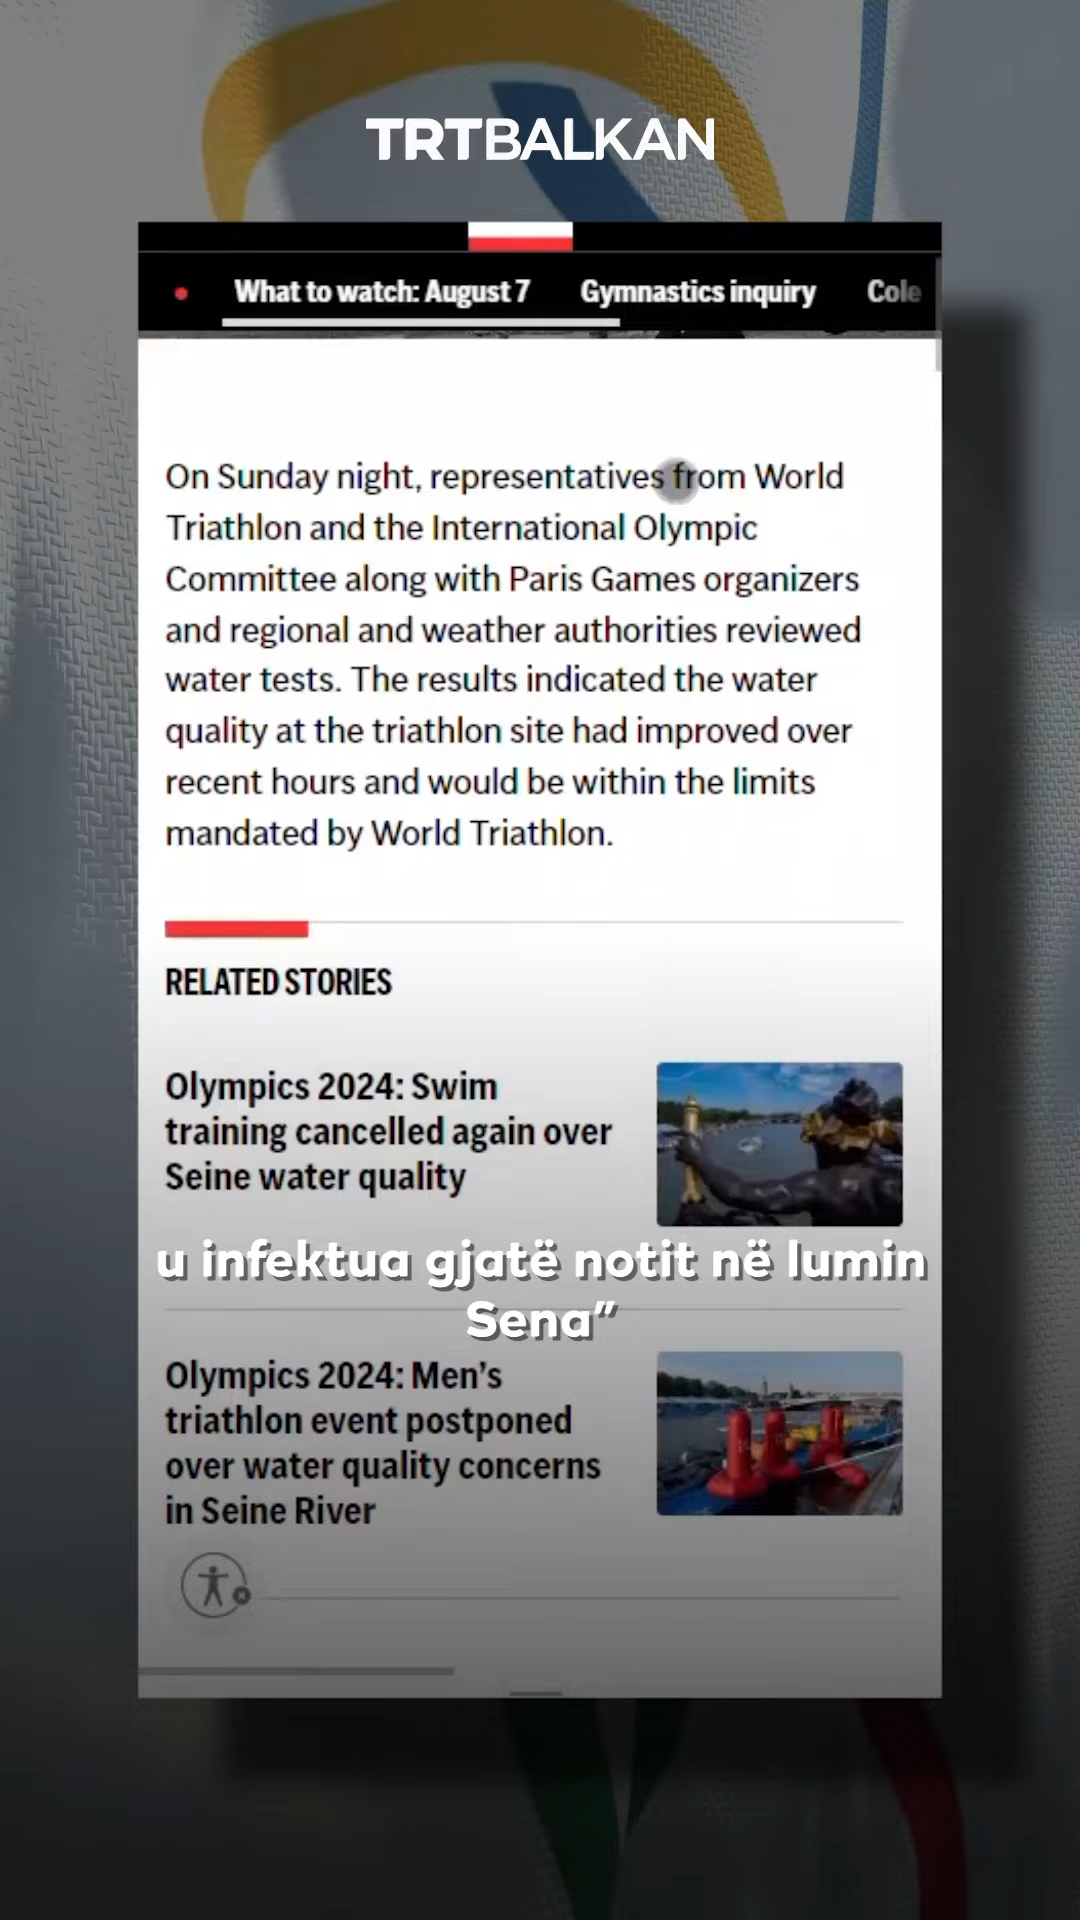 TRTBALKAN
What to watch: August 7 Gymnastics inquiry Cole
On Sunday night, representatives from World
Triathlon and the International Olympic
Committee along with Paris Games organizers
and regional and weather authorities reviewed
water tests. The results indicated the water
quality at the triathlon site had improved over
recent hours and would be within the limits
mandated by World Triathlon.
RELATED STORIES
Olympics 2024: Swim
training cancelled again over
Seine water quality
u infektua gjatë notit në lumin
Sena”
Olympics 2024: Men’s
triathlon event postponed
over water quality concerns
in Seine River